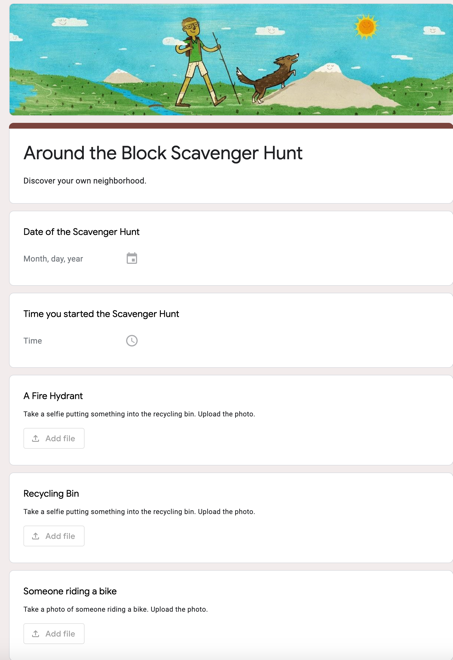 Around the Block Scavenger Hunt
Discover your own neighborhood.
Date of the Scavenger Hunt
Month, day, year
Time you started the Scavenger Hunt
Time
A Fire Hydrant
Take a selfie putting something into the recycling bin. Upload the photo.
Add file
Recycling Bin
Take a selfie putting something into the recycling bin. Upload the photo.
Add file
Someone riding a bike
Take a photo of someone riding a bike. Upload the photo.
Add file